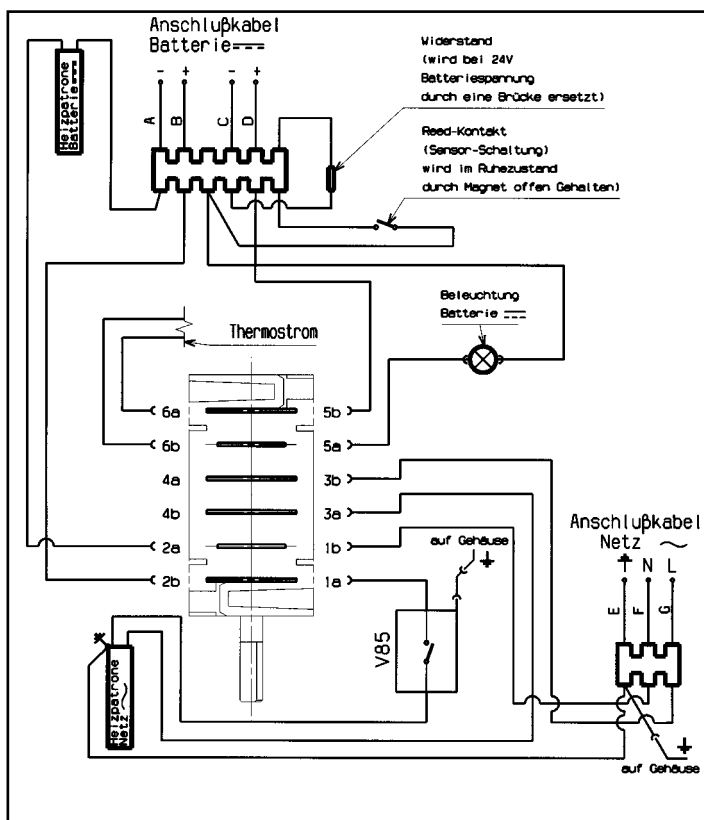 Anschlußkabel
Batterie
Heizpatrone
Batterie
- + - +
A B C D
Widerstand
(wird bei 24V
Batteriespannung
durch eine Brücke ersetzt)
Reed-Kontakt
(Sensor-Schaltung)
wird im Ruhezustand
durch Magnet offen Gehalten)
Beleuchtung
Batterie
Thermostrom
6a 5b
6b 5a
4a 3b
4b 3a
2a 1b
2b 1a
auf Gehäuse
Anschlußkabel
Netz ~
N L
E F G
V85
Heizpatrone
Netz ~
auf Gehäuse